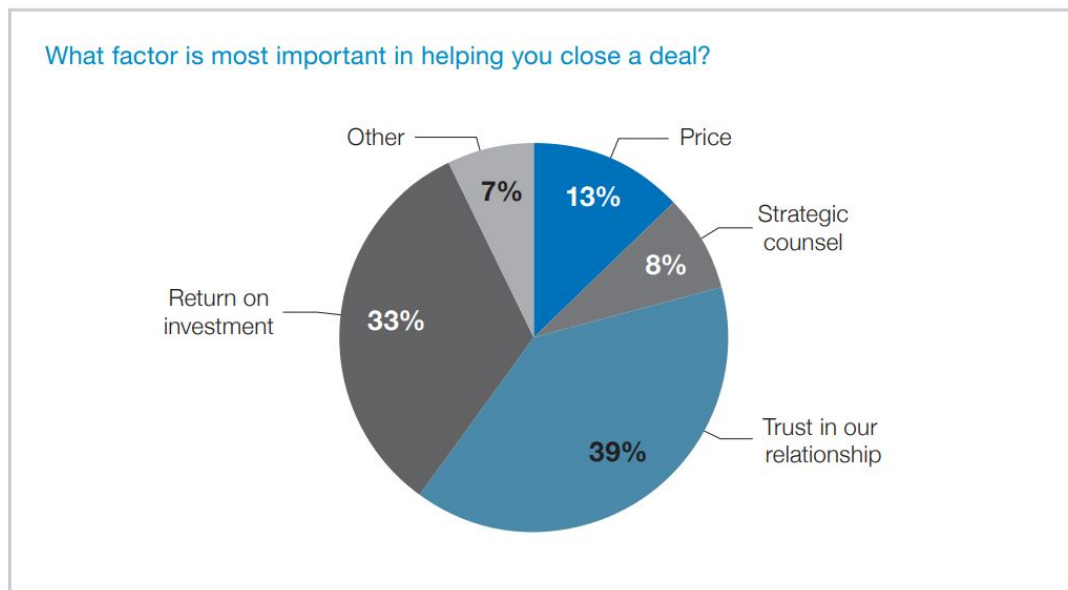 What factor is most important in helping you close a deal?
Other
Price
7%
13%
Strategic
counsel
8%
Return on
investment
33%
Trust in our
relationship
39%